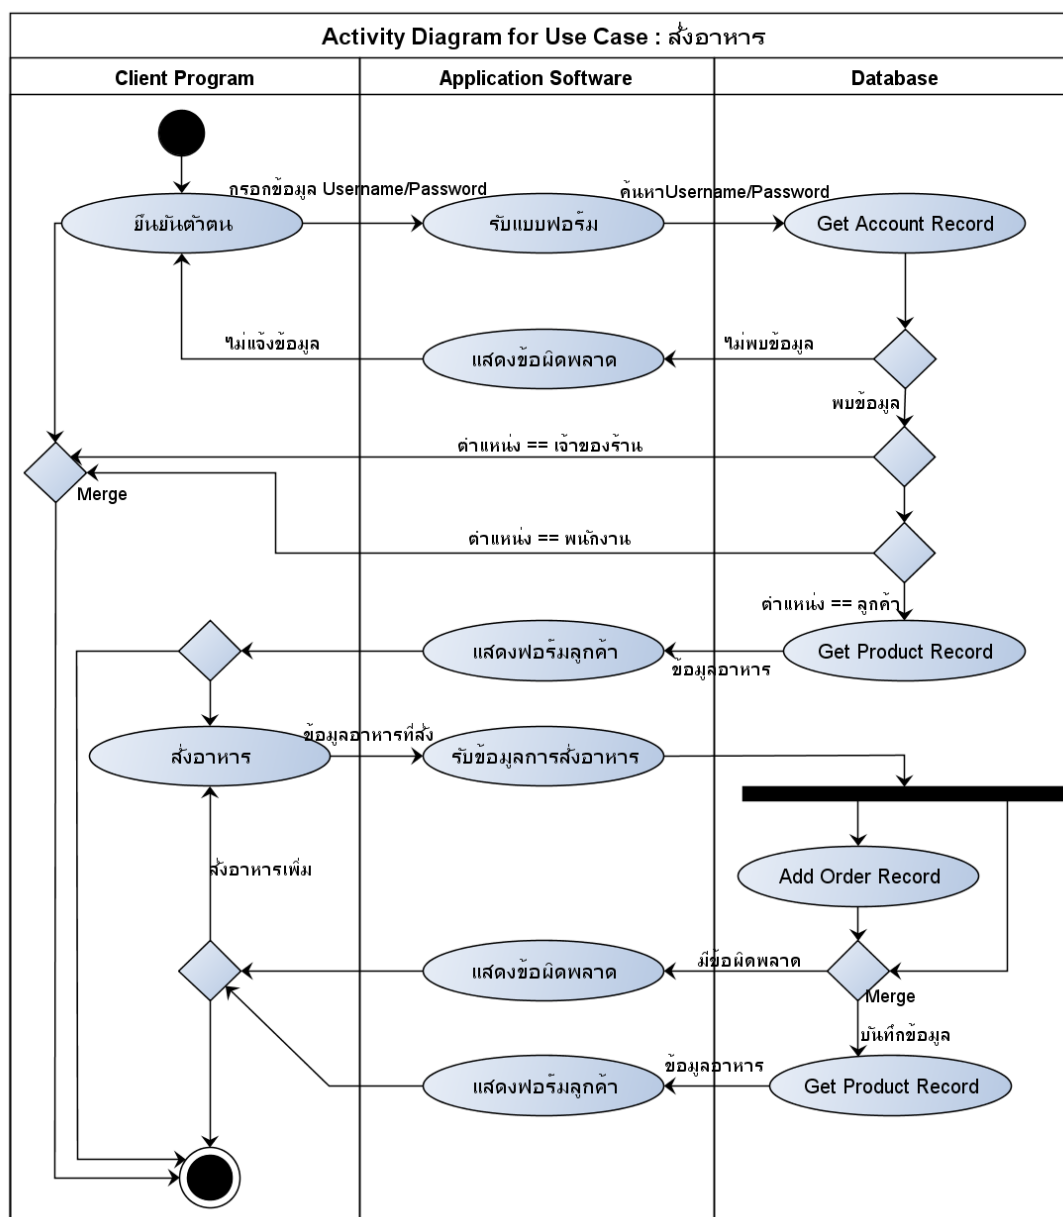 Activity Diagram for Use Case : สั่งอาหาร
Client Program
Application Software
Database
กรอกข้อมูล Username/Password
ค้นหาUsername/Password
ยืนยันตัวตน
รับแบบฟอร์ม
Get Account Record
ไม่แจ้งข้อมูล
แสดงข้อผิดพลาด
ไม่พบข้อมูล
พบข้อมูล
ตำแหน่ง == เจ้าของร้าน
Merge
ตำแหน่ง == พนักงาน
ตำแหน่ง == ลูกค้า
แสดงฟอร์มลูกค้า
Get Product Record
ข้อมูลอาหาร
ข้อมูลอาหารที่สั่ง
สั่งอาหาร
รับข้อมูลการสั่งอาหาร
สั่งอาหารเพิ่ม
Add Order Record
มีข้อผิดพลาด
แสดงข้อผิดพลาด
Merge
บันทึกข้อมูล
ข้อมูลอาหาร
แสดงฟอร์มลูกค้า
Get Product Record